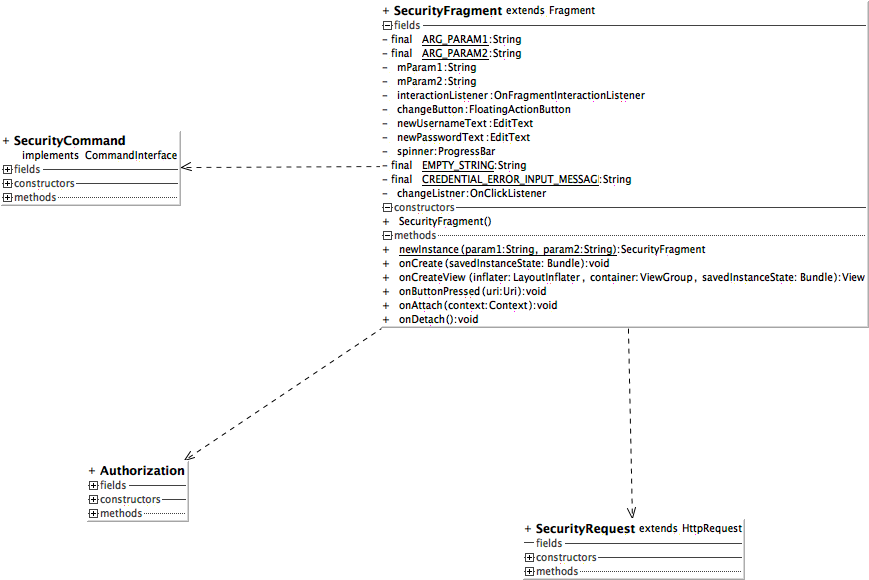 + SecurityFragment extends Fragment
fields
- final ARG_PARAM1:String
- final ARG_PARAM2:String
- mParam1:String
- mParam2:String
- interactionListener:OnFragmentInteractionListener
- changeButton:FloatingActionButton
- newUsernameText:EditText
- newPasswordText:EditText
- spinner:ProgressBar
- final EMPTY_STRING:String
- final CREDENTIAL_ERROR_INPUT_MESSAG:String
- changeListner:OnClickListener
constructors
+ SecurityFragment()
methods
+ newInstance(param1:String, param2:String):SecurityFragment
+ onCreate(savedInstanceState: Bundle):void
+ onCreateView(inflater: LayoutInflater, container:ViewGroup, savedInstanceState: Bundle):View
+ onButtonPressed(uri:Uri):void
+ onAttach(context:Context):void
+ onDetach():void
+ SecurityCommand
implements CommandInterface
fields
constructors
methods
+ Authorization
fields
constructors
methods
+ SecurityRequest extends HttpRequest
fields
constructors
methods